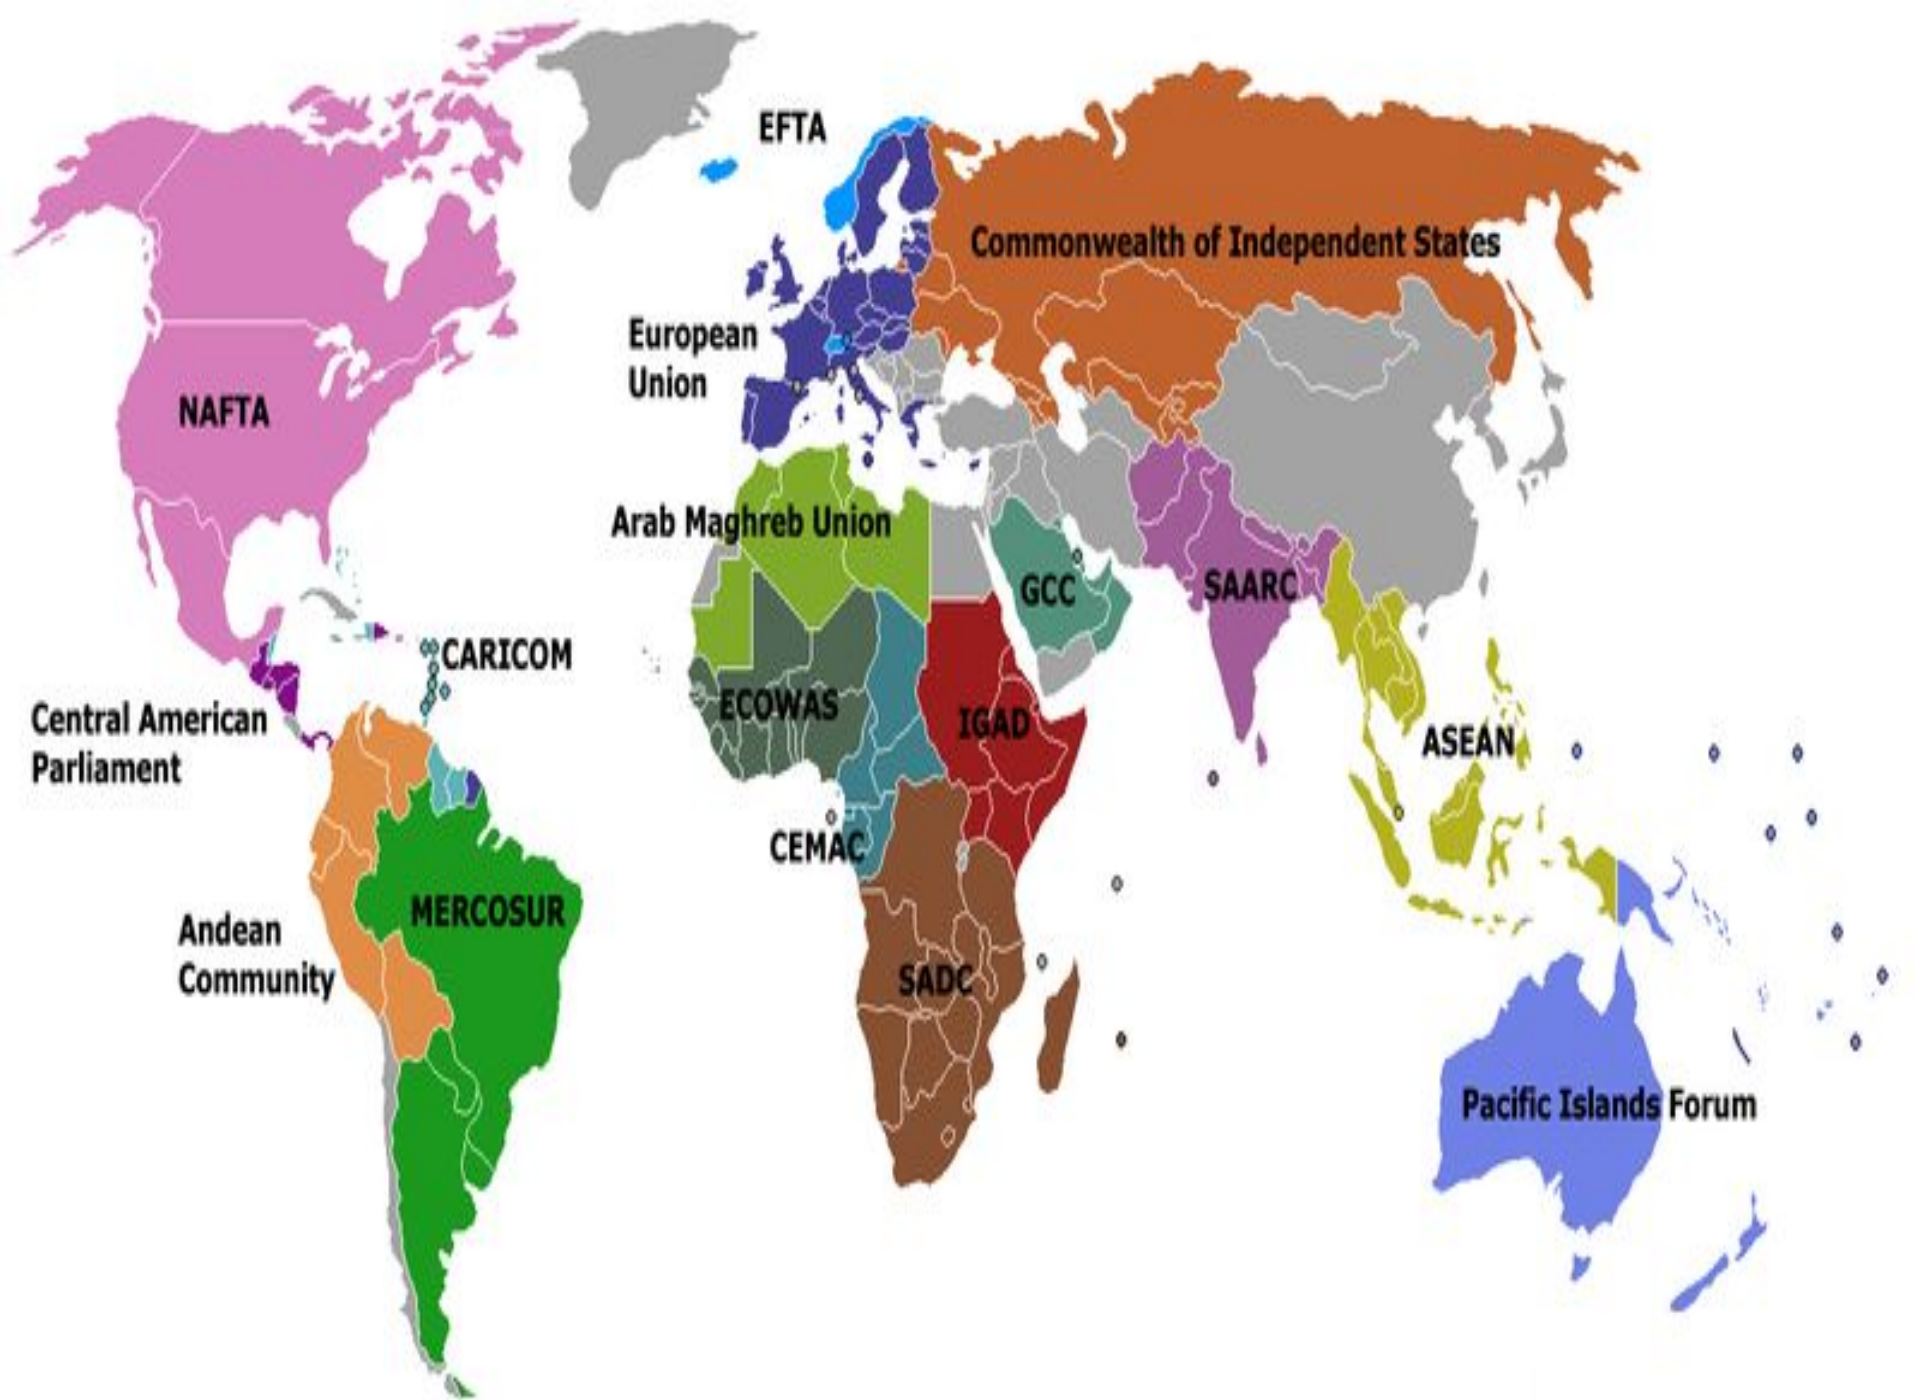 EFTA
Commonwealth of Independent States
European
Union
NAFTA
Arab Maghreb Union
GCC
SAARC
CARICOM
ECOWAS
IGAD
Central American
Parliament
ASEAN
CEMAC
MERCOSUR
Andean
Community
SADC
Pacific Islands Forum